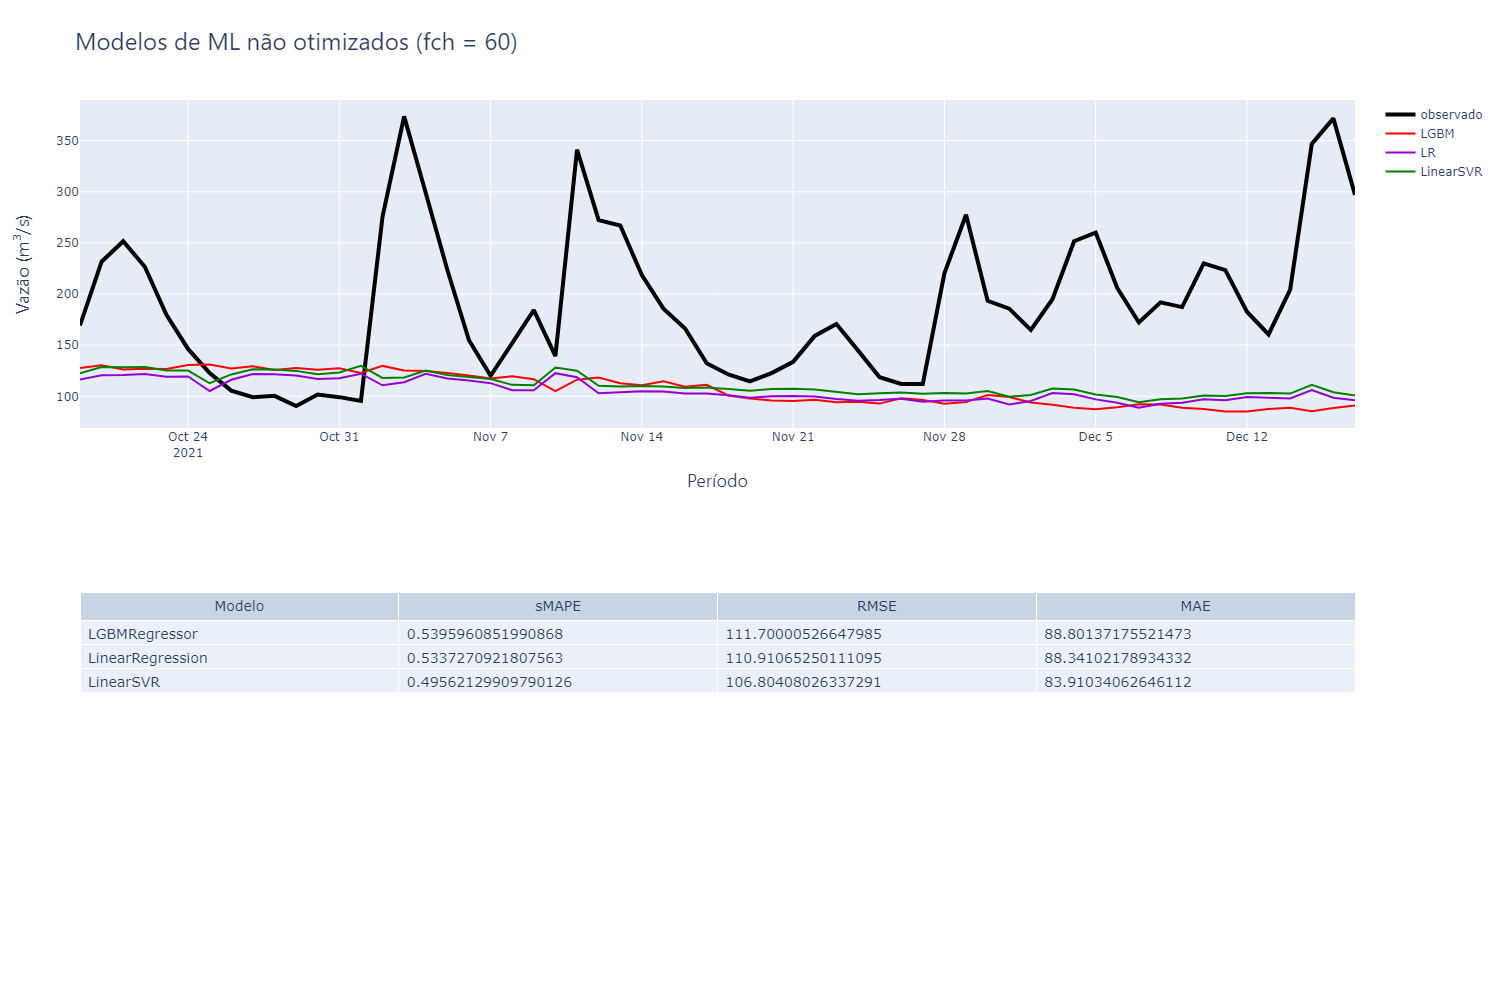 Modelos de ML não otimizados (fch = 60)
observado
LGBM
LR
LinearSVR
Vazão (m³/s)
350
300
250
200
150
100
Oct 24 Oct 31 Nov 7 Nov 14 Nov 21 Nov 28 Dec 5 Dec 12
2021
Período
Modelo sMAPE RMSE MAE
LGBMRegressor 0.5395960851990868 111.70000526647985 88.80137175521473
LinearRegression 0.5337270921807563 110.91065250111095 88.34102178934332
LinearSVR 0.49562129909790126 106.80408026337291 83.91034062646112